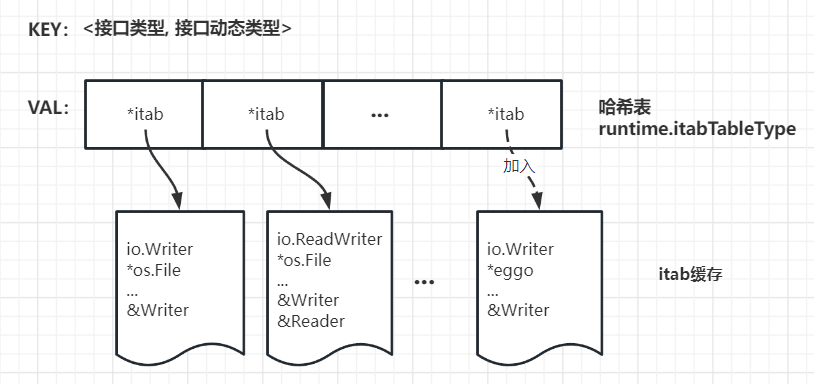 KEY: <接口类型, 接口动态类型>
VAL:
*itab
*itab
...
*itab
哈希表
runtime.itabTableType
加入
io.Writer
*os.File
...
&Writer
io.ReadWriter
*os.File
...
&Writer
&Reader
...
io.Writer
*eggo
...
&Writer
itab缓存